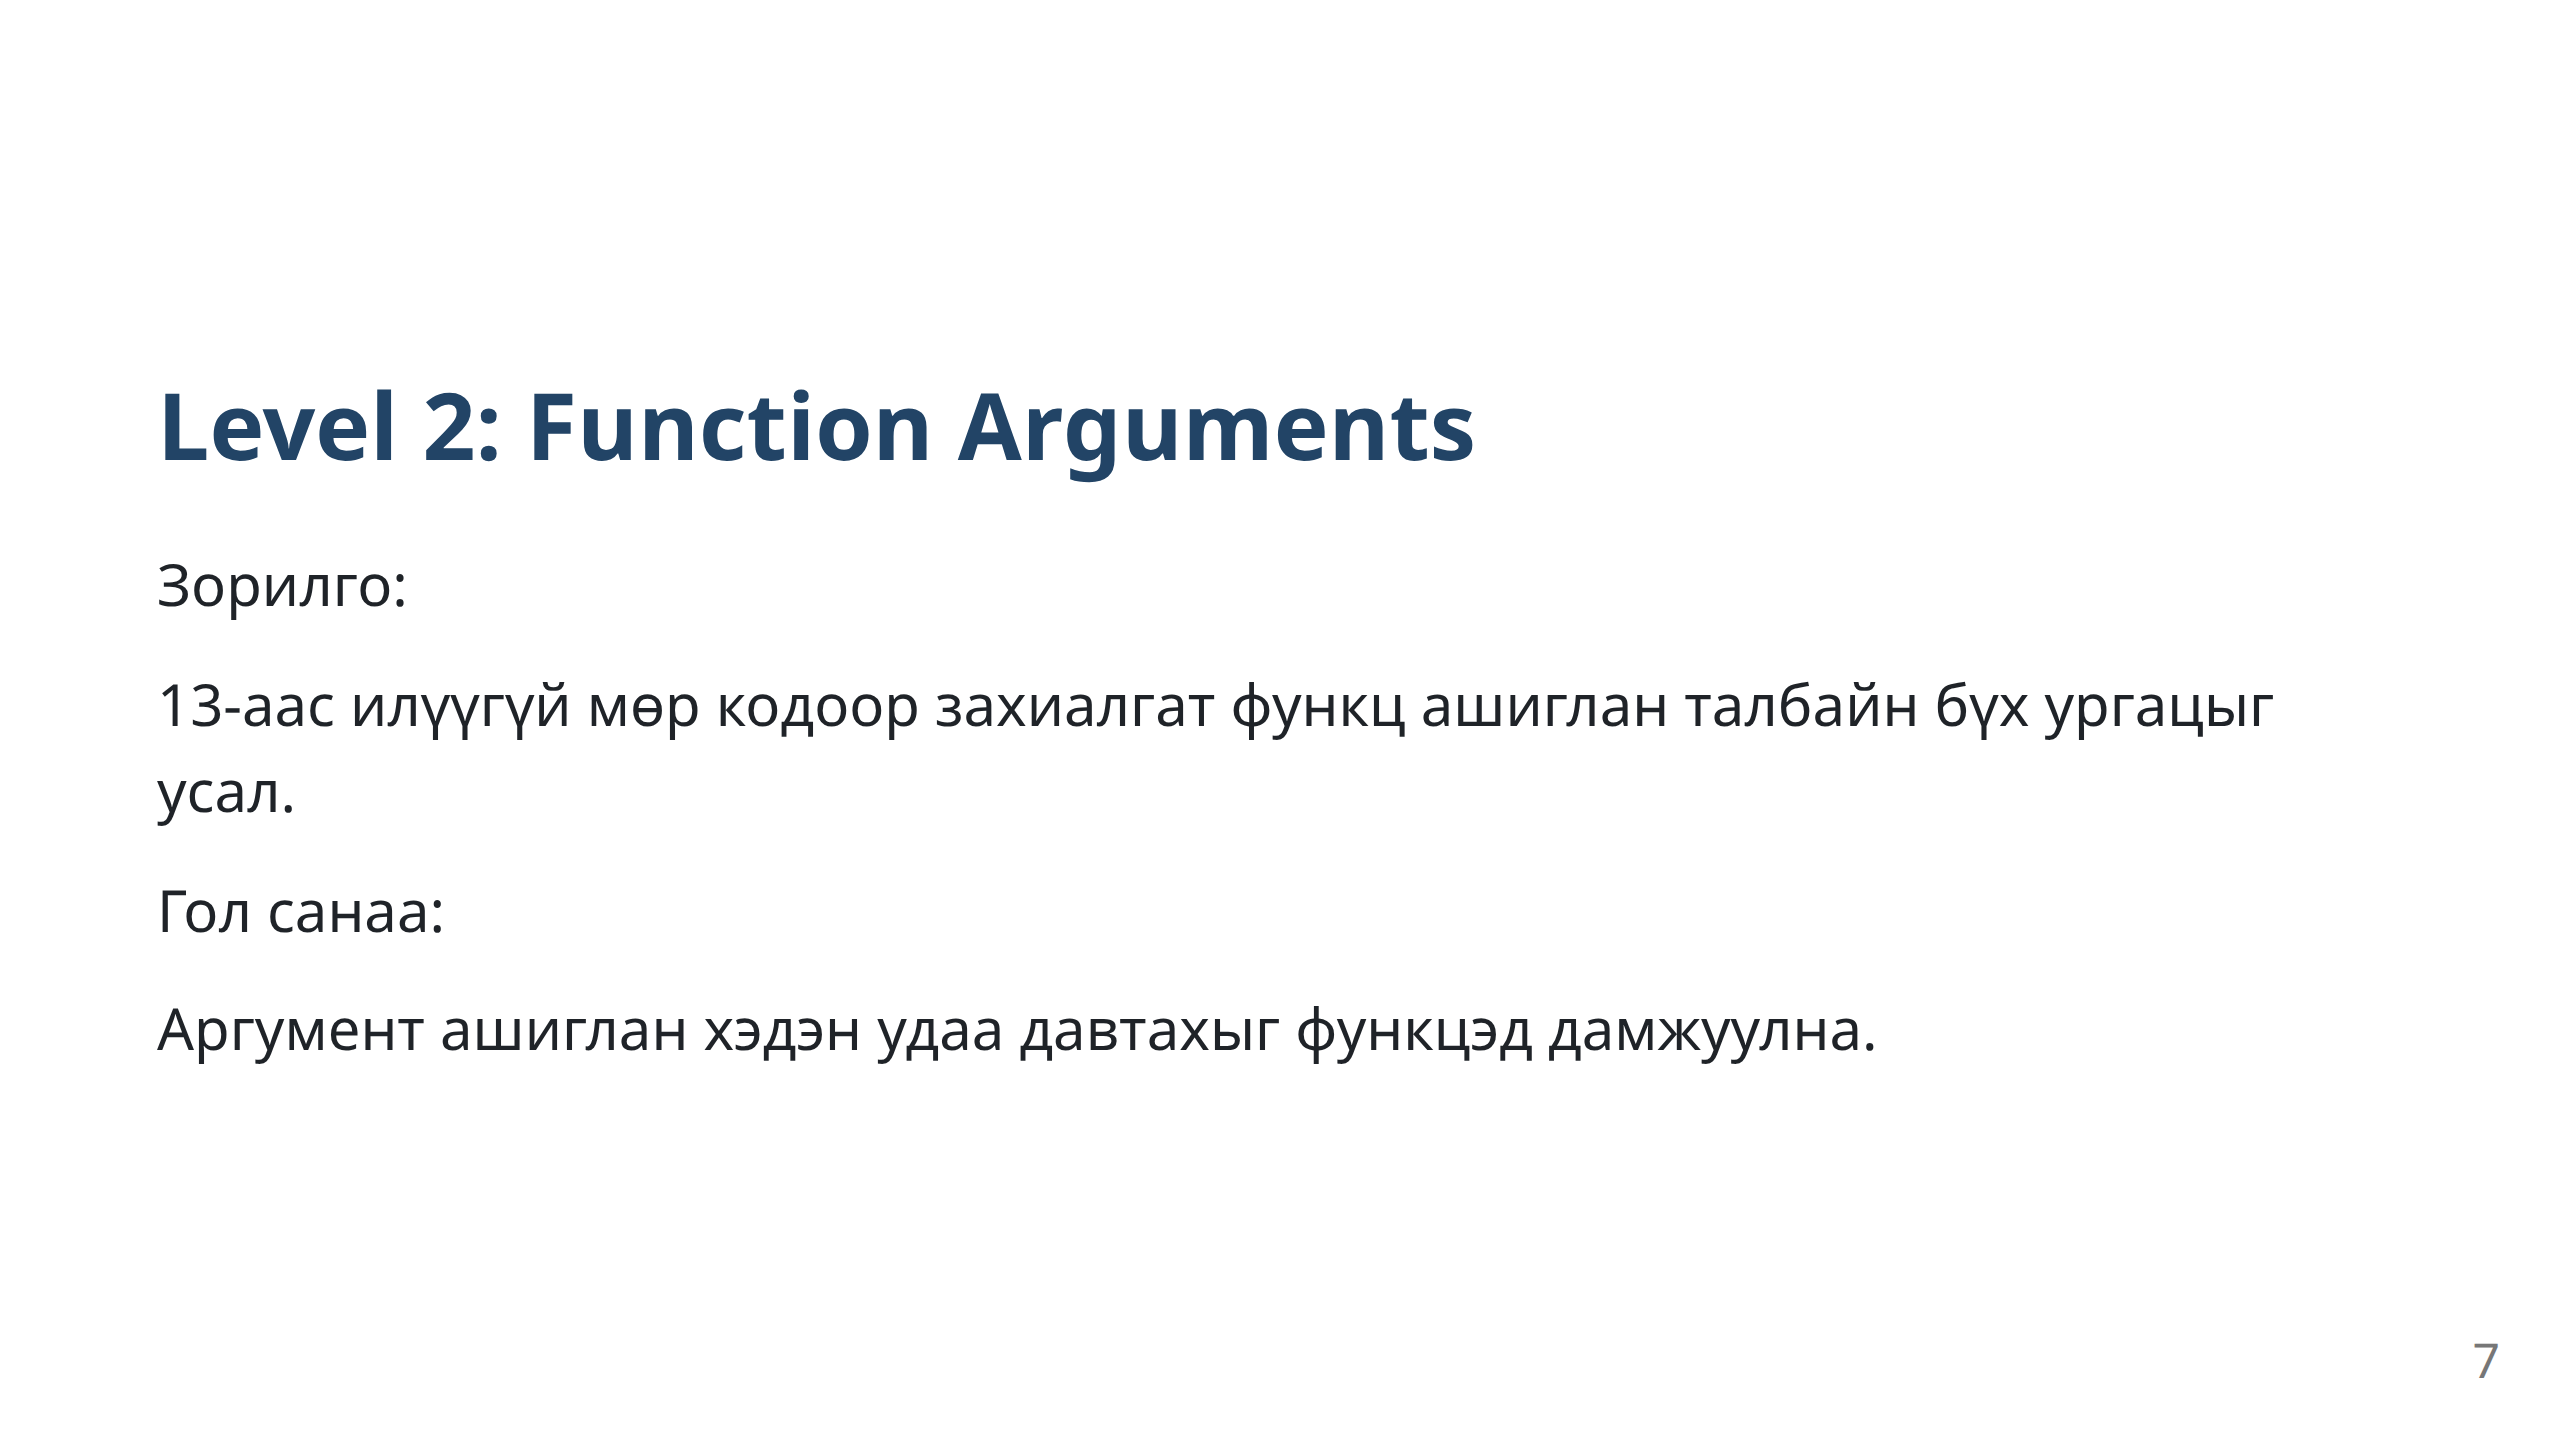 Level 2: Function Arguments
Зорилго:
13-аас илүүгүй мөр кодоор захиалгат функц ашиглан талбайн бүх ургацыг
усал.
Гол санаа:
Аргумент ашиглан хэдэн удаа давтахыг функцэд дамжуулна.
7